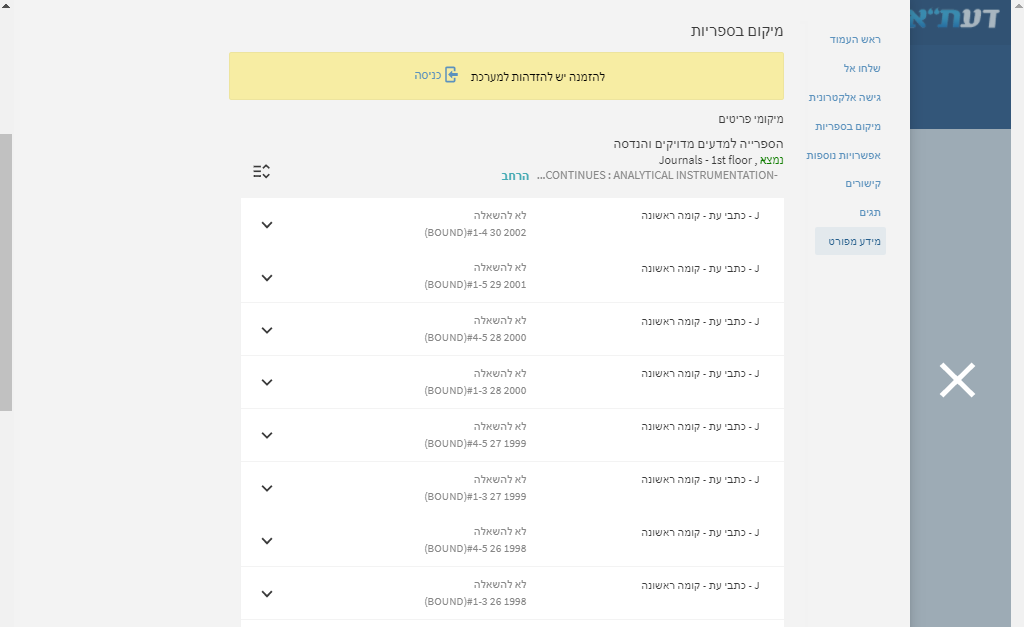 דעת"א
ראש העמוד
שלחו אל
גישה אלקטרונית
מיקום בספריות
אפשרויות נוספות
קישורים
תגים
מידע מפורט
מיקום בספריות
להזמנה יש להזדהות למערכת כניסה
מיקומי פריטים
הספרייה למדעים מדויקים והנדסה
נמצא , Journals - 1st floor
-CONTINUES : ANALYTICAL INSTRUMENTATION... הרחב
J - כתבי עת - קומה ראשונה
לא להשאלה
(BOUND)#1-4 30 2002
J - כתבי עת - קומה ראשונה
לא להשאלה
(BOUND)#1-5 29 2001
J - כתבי עת - קומה ראשונה
לא להשאלה
(BOUND)#4-5 28 2000
J - כתבי עת - קומה ראשונה
לא להשאלה
(BOUND)#1-3 28 2000
J - כתבי עת - קומה ראשונה
לא להשאלה
(BOUND)#4-5 27 1999
J - כתבי עת - קומה ראשונה
לא להשאלה
(BOUND)#1-3 27 1999
J - כתבי עת - קומה ראשונה
לא להשאלה
(BOUND)#4-5 26 1998
J - כתבי עת - קומה ראשונה
לא להשאלה
(BOUND)#1-3 26 1998